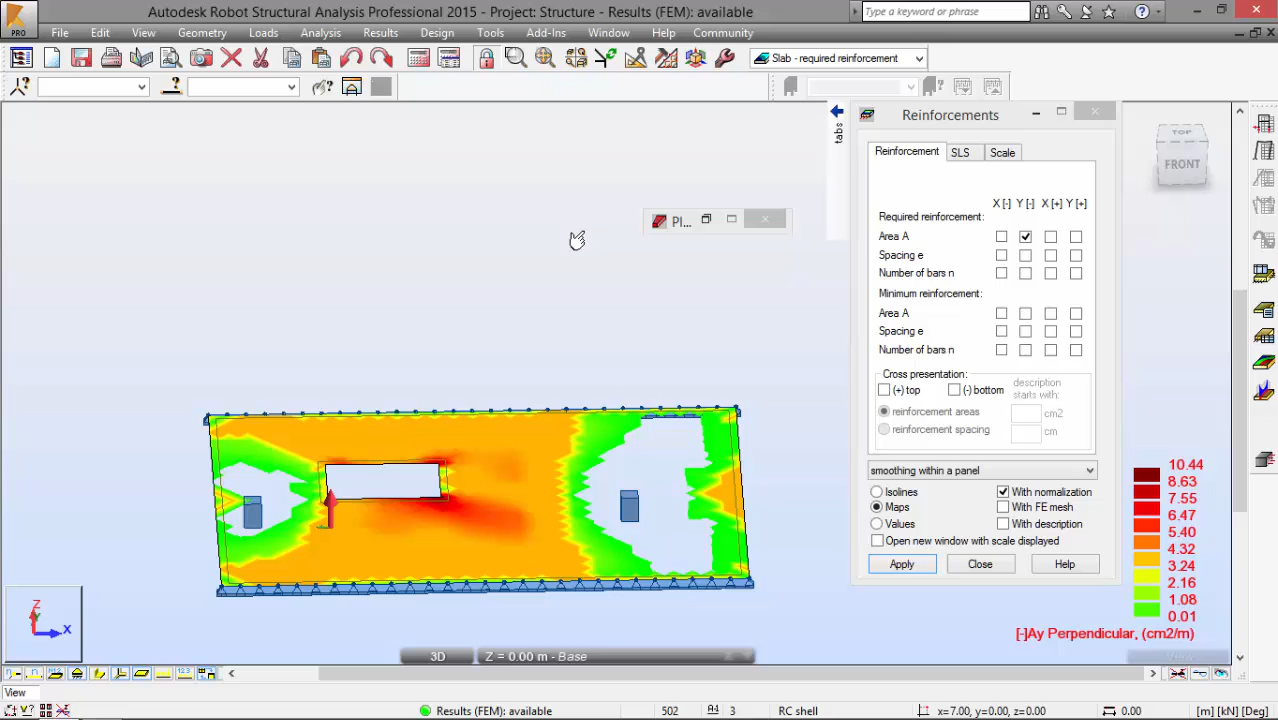 Autodesk Robot Structural Analysis Professional 2015 - Project: Structure - Results (FEM): available
Type a keyword or phrase
PRO
File Edit View Geometry Loads Analysis Results Design Tools Add-Ins Window Help Community
Slab - required reinforcement
tabs
Reinforcements
Reinforcement SLS Scale
X [-] Y [-] X [+] Y [+]
Required reinforcement:
Area A
Spacing e
Number of bars n
Minimum reinforcement:
Area A
Spacing e
Number of bars n
Cross presentation:
(+) top (-) bottom description starts with:
reinforcement areas cm2
reinforcement spacing cm
smoothing within a panel
Isolines With normalization
Maps With FE mesh
Values With description
Open new window with scale displayed
Apply Close Help
Pl...
TOP
FRONT
10.44
8.63
7.55
6.47
5.40
4.32
3.24
2.16
1.08
0.01
[-]Ay Perpendicular, (cm2/m)
Z
Y
X
3D Z = 0.00 m - Base
View
Results (FEM): available 502 3 RC shell x=7.00, y=0.00, z=0.00 0.00 [m] [kN] [Deg]